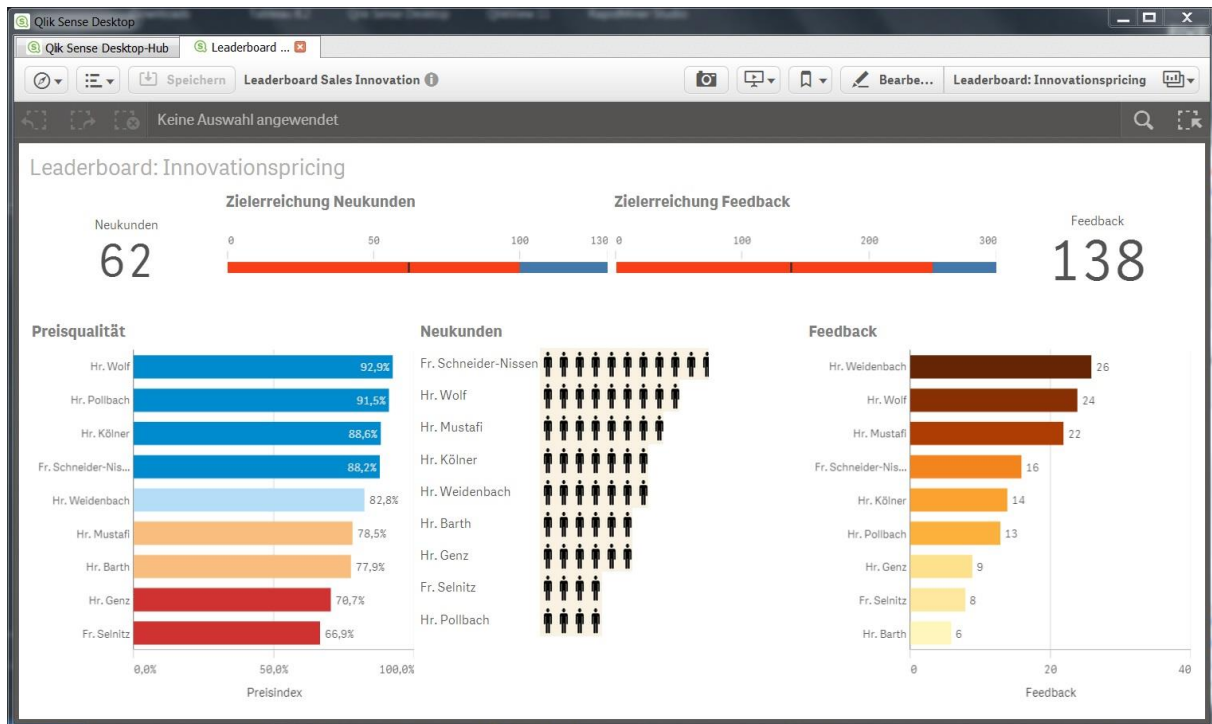 Qlik Sense Desktop
Qlik Sense Desktop-Hub
Leaderboard ...
Speichern
Leaderboard Sales Innovation
Bearbe...
Leaderboard: Innovationspricing
Keine Auswahl angewendet
Leaderboard: Innovationspricing
Neukunden
62
Zielerreichung Neukunden
0 50 100 130
Zielerreichung Feedback
0 100 200 300
Feedback
138
Preisqualität
Hr. Wolf 92,9%
Hr. Pollbach 91,5%
Hr. Kölner 88,6%
Fr. Schneider-Nis... 88,2%
Hr. Weidenbach 82,8%
Hr. Mustafi 78,5%
Hr. Barth 77,9%
Hr. Genz 70,7%
Fr. Selnitz 66,9%
0,0% 50,0% 100,0%
Preisindex
Neukunden
Fr. Schneider-Nissen
Hr. Wolf
Hr. Mustafi
Hr. Kölner
Hr. Weidenbach
Hr. Barth
Hr. Genz
Fr. Selnitz
Hr. Pollbach
Feedback
Hr. Weidenbach 26
Hr. Wolf 24
Hr. Mustafi 22
Fr. Schneider-Nis... 16
Hr. Kölner 14
Hr. Pollbach 13
Hr. Genz 9
Fr. Selnitz 8
Hr. Barth 6
0 20 40
Feedback